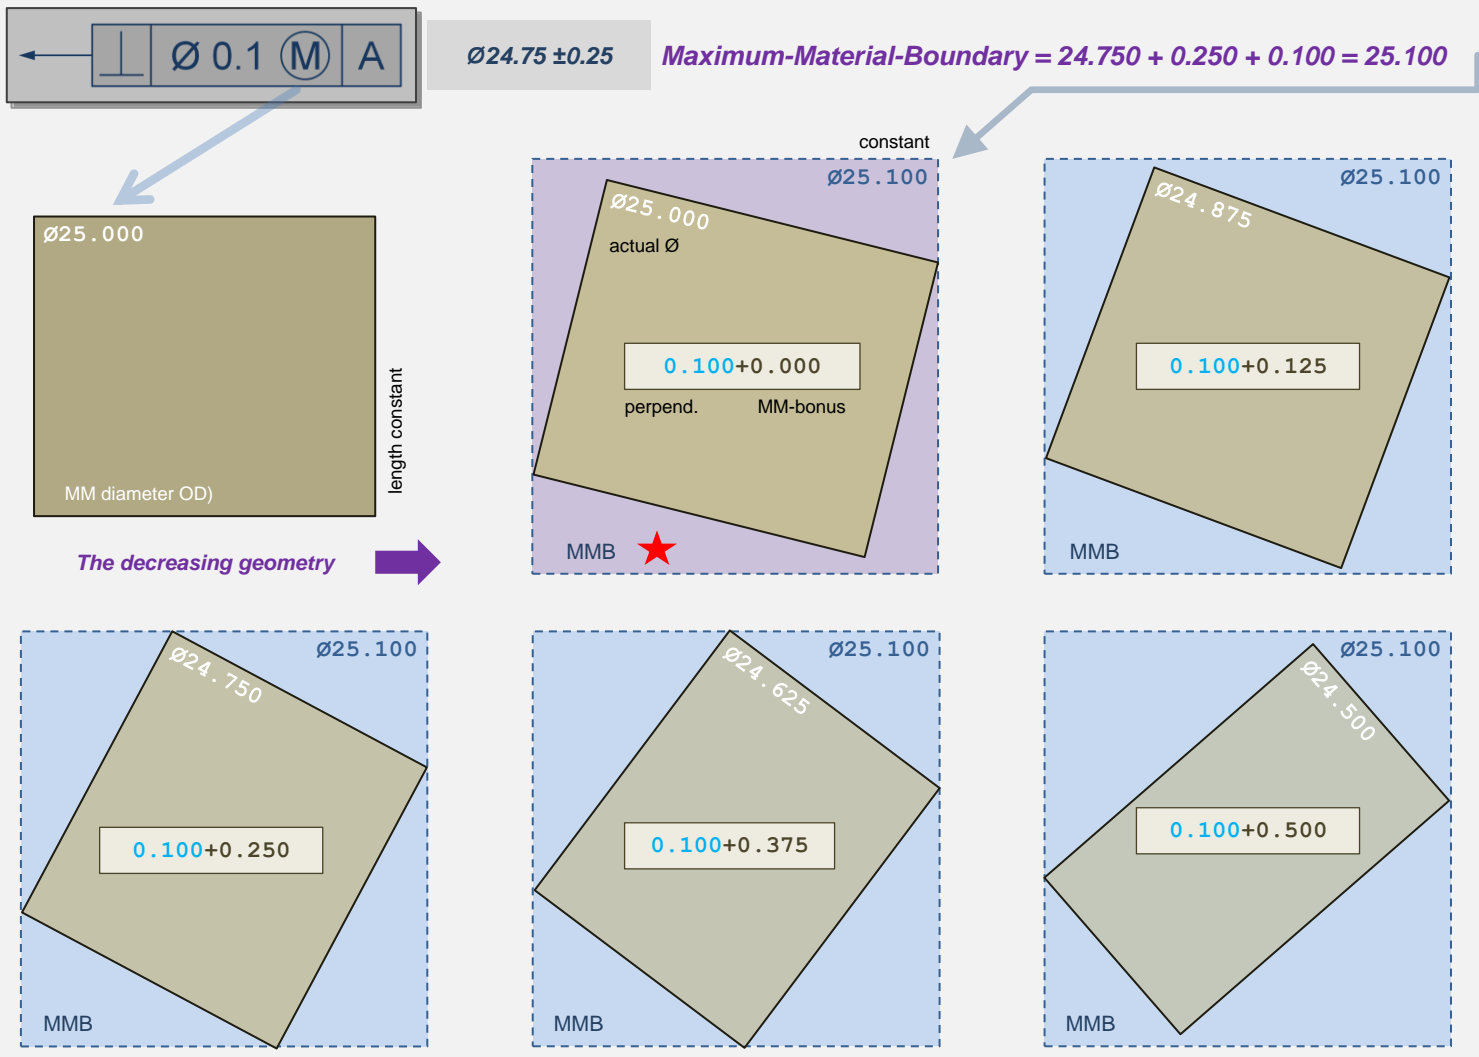 ⊥ Ø 0.1 Ⓜ A
Ø24.75 ±0.25
Maximum-Material-Boundary = 24.750 + 0.250 + 0.100 = 25.100
constant
Ø25.000
MM diameter OD)
length constant
The decreasing geometry
Ø25.100
Ø25.000
actual Ø
0.100+0.000
perpend. MM-bonus
MMB
Ø25.100
Ø24.875
0.100+0.125
MMB
Ø25.100
Ø24.750
0.100+0.250
MMB
Ø25.100
Ø24.625
0.100+0.375
MMB
Ø25.100
Ø24.500
0.100+0.500
MMB